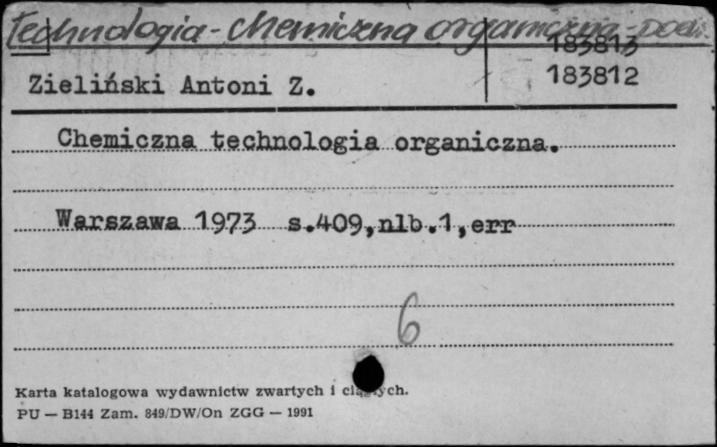 technologia - chemiczna organiczna - podr.
183813
Zieliński Antoni Z.
183812
Chemiczna technologia organiczna.
Warszawa 1973 s.409,nlb.1,err
6
Karta katalogowa wydawnictw zwartych i ciągłych.
PU — B144 Zam. 849/DW/On ZGG — 1991